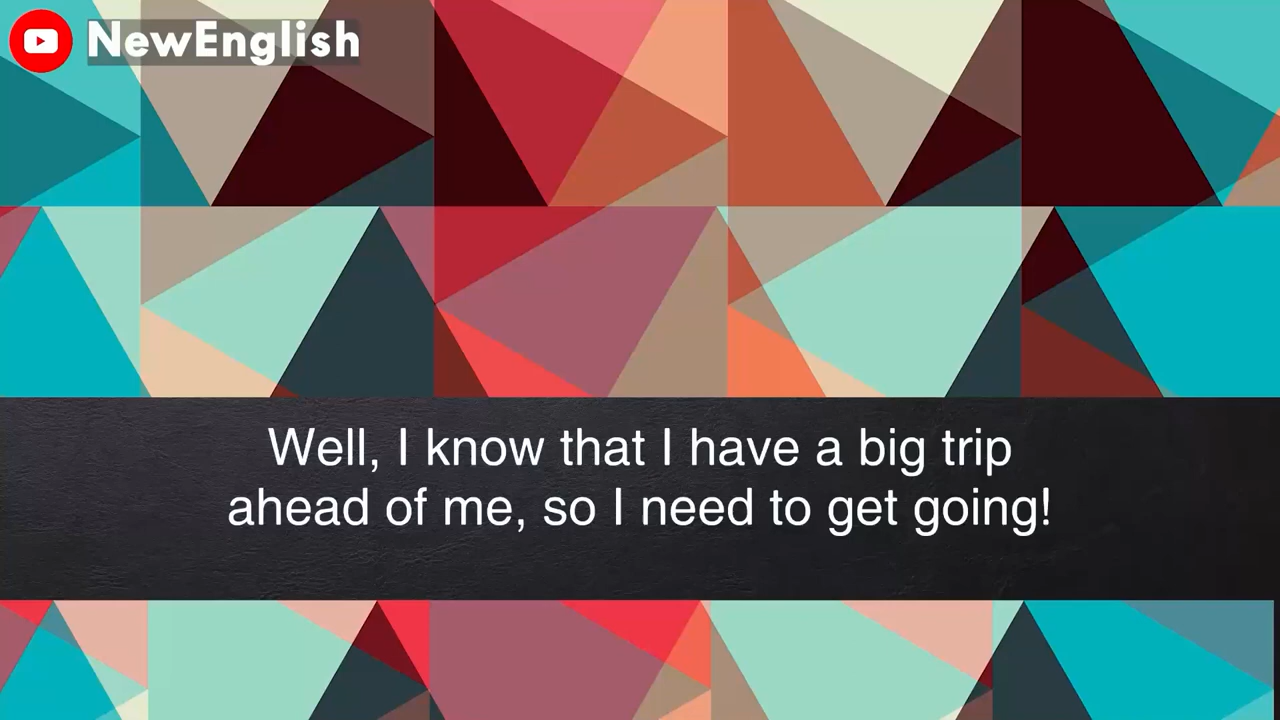 NewEnglish
Well, I know that I have a big trip
ahead of me, so I need to get going!